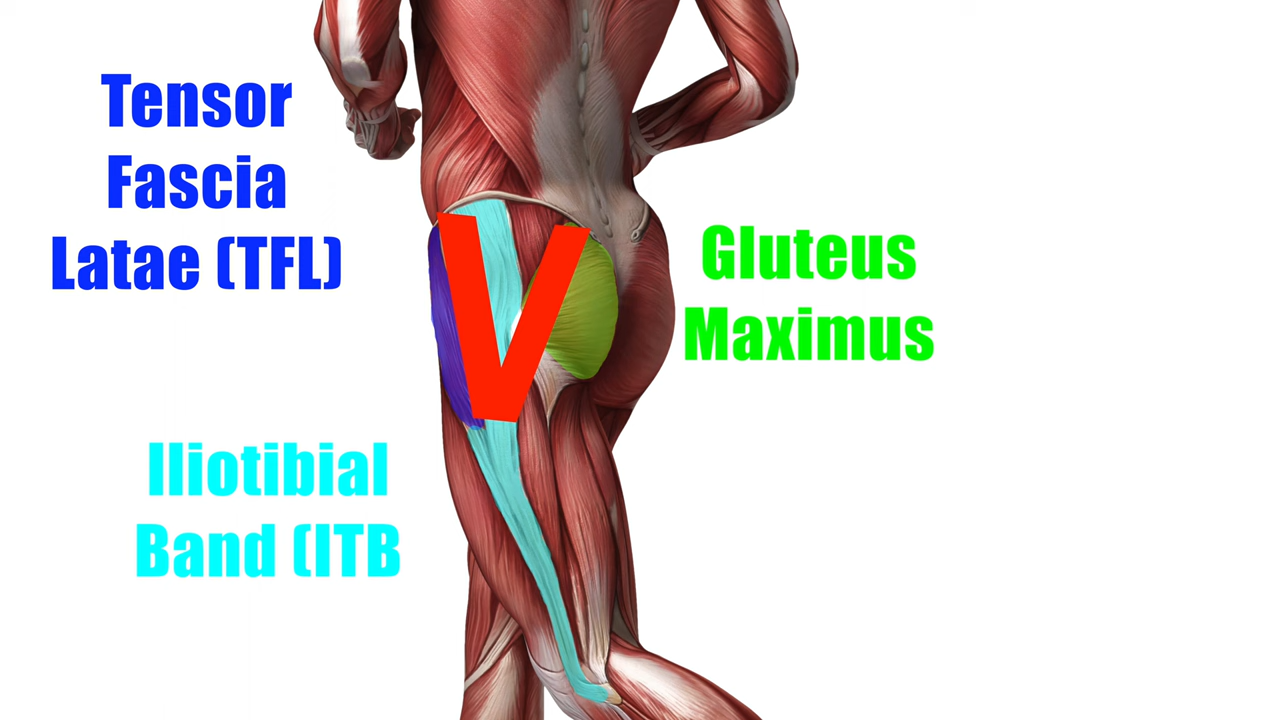 Tensor
Fascia
Latae (TFL)
Gluteus
Maximus
Iliotibial
Band (ITB
V